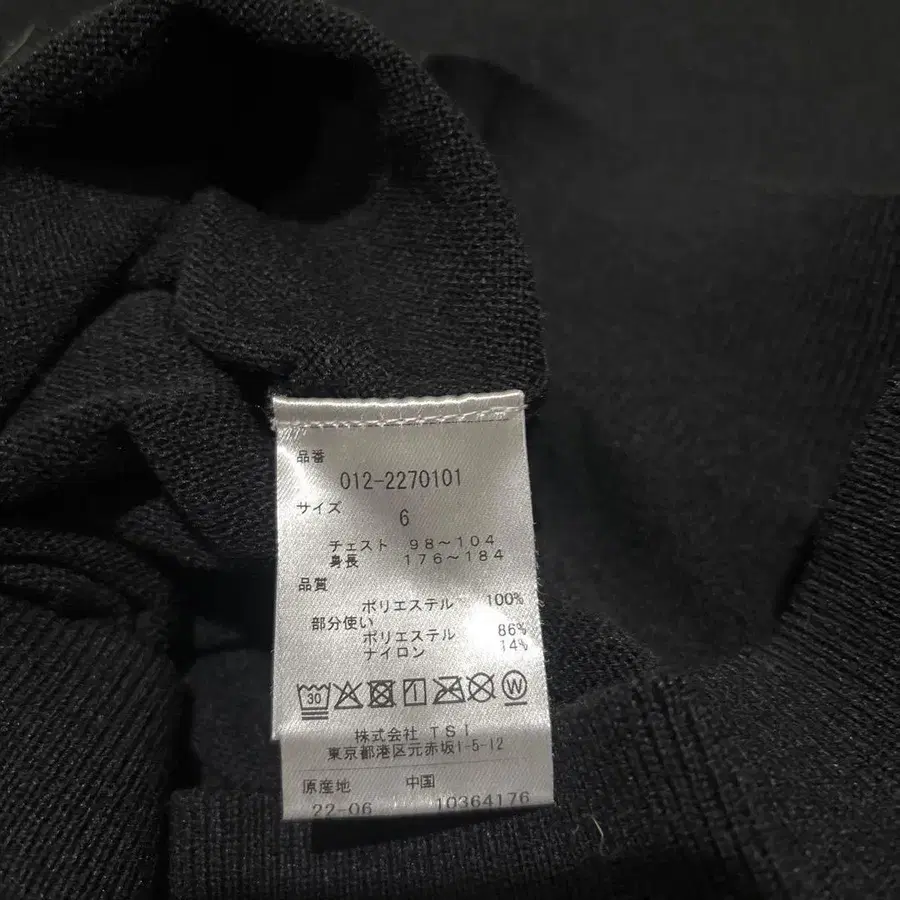 品番
012-2270101
サイズ
6
チェスト 98～104
身長 176～184
品質
ポリエステル 100%
部分使い
ポリエステル 86%
ナイロン 14%
30 W
株式会社 TSI
東京都港区元赤坂1-5-12
原産地 中国
22-06 10364176